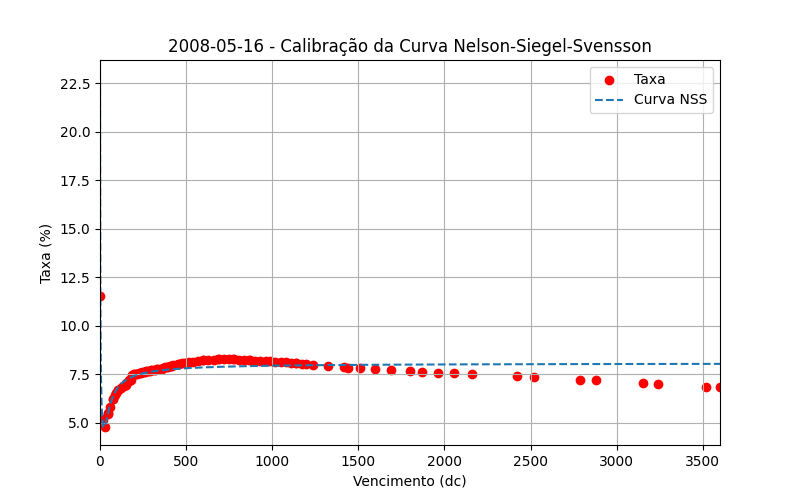 2008-05-16 - Calibração da Curva Nelson-Siegel-Svensson
Taxa
Curva NSS
Taxa (%)
22.5
20.0
17.5
15.0
12.5
10.0
7.5
5.0
0 500 1000 1500 2000 2500 3000 3500
Vencimento (dc)